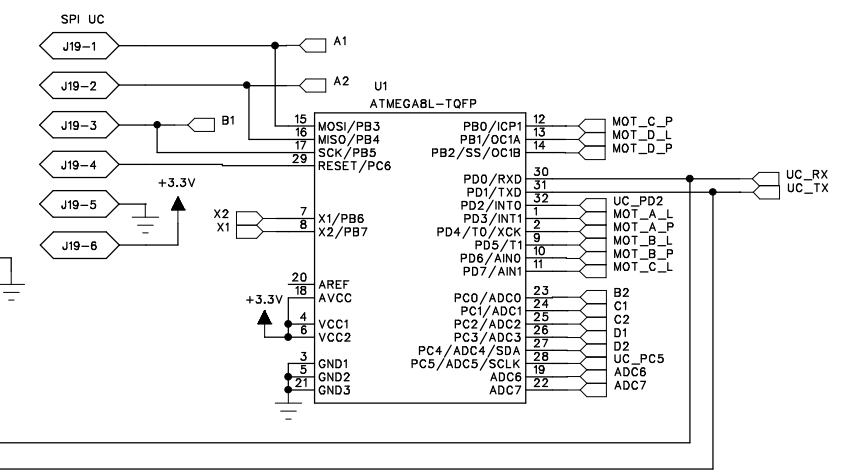 SPI UC
J19-1
A1
J19-2
A2
J19-3
B1
J19-4
J19-5
J19-6
+3.3V
U1
ATMEGA8L-TQFP
15 MOSI/PB3
16 MISO/PB4
17 SCK/PB5
29 RESET/PC6
X2 7 X1/PB6
X1 8 X2/PB7
20 AREF
18 AVCC
+3.3V
4 VCC1
6 VCC2
3 GND1
5 GND2
21 GND3
PB0/ICP1 12 MOT_C_P
PB1/OC1A 13 MOT_D_L
PB2/SS/OC1B 14 MOT_D_P
PD0/RXD 30 UC_RX
PD1/TXD 31 UC_TX
PD2/INT0 32 UC_PD2
PD3/INT1 1 MOT_A_L
PD4/T0/XCK 2 MOT_A_P
PD5/T1 9 MOT_B_L
PD6/AIN0 10 MOT_B_P
PD7/AIN1 11 MOT_C_L
PC0/ADC0 23 B2
PC1/ADC1 24 C1
PC2/ADC2 25 C2
PC3/ADC3 26 D1
PC4/ADC4/SDA 27 D2
PC5/ADC5/SCLK 28 UC_PC5
ADC6 19 ADC6
ADC7 22 ADC7